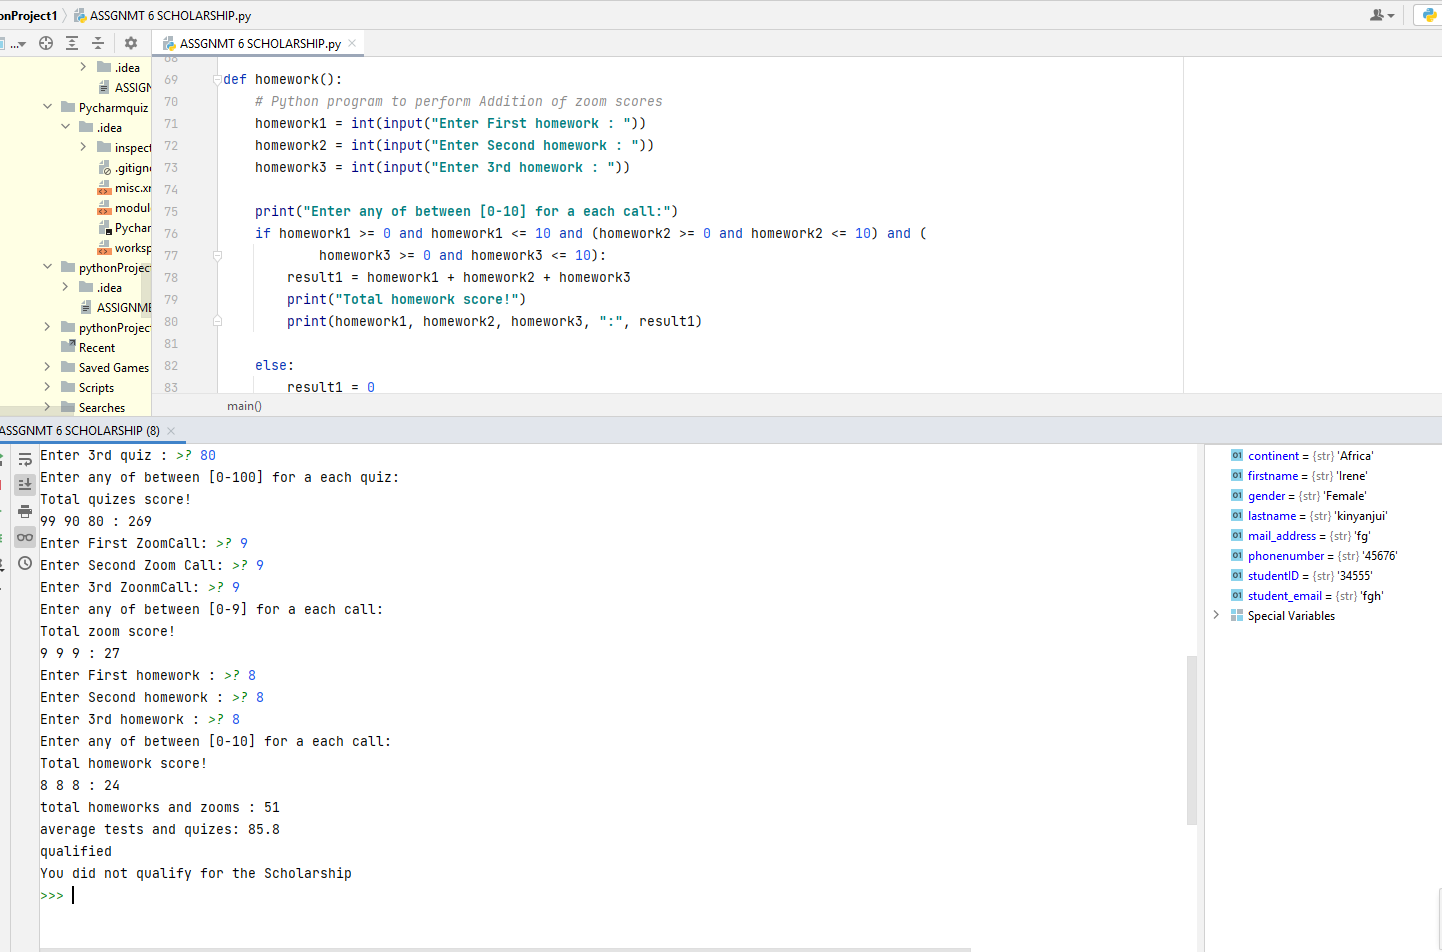 onProject1 ASSGNMT 6 SCHOLARSHIP.py
... ASSGNMT 6 SCHOLARSHIP.py
.idea
ASSIGN
Pycharmquiz
.idea
inspect
.gitign
misc.xr
modul
Pychar
worksp
pythonProjec
.idea
ASSIGNME
pythonProjec
Recent
Saved Games
Scripts
Searches
68
69 def homework():
70 # Python program to perform Addition of zoom scores
71 homework1 = int(input("Enter First homework : "))
72 homework2 = int(input("Enter Second homework : "))
73 homework3 = int(input("Enter 3rd homework : "))
74
75 print("Enter any of between [0-10] for a each call:")
76 if homework1 >= 0 and homework1 <= 10 and (homework2 >= 0 and homework2 <= 10) and (
77 homework3 >= 0 and homework3 <= 10):
78 result1 = homework1 + homework2 + homework3
79 print("Total homework score!")
80 print(homework1, homework2, homework3, ":", result1)
81
82 else:
83 result1 = 0
main()
ASSGNMT 6 SCHOLARSHIP (8)
Enter 3rd quiz : >? 80
Enter any of between [0-100] for a each quiz:
Total quizes score!
99 90 80 : 269
Enter First ZoomCall: >? 9
Enter Second Zoom Call: >? 9
Enter 3rd ZoonmCall: >? 9
Enter any of between [0-9] for a each call:
Total zoom score!
9 9 9 : 27
Enter First homework : >? 8
Enter Second homework : >? 8
Enter 3rd homework : >? 8
Enter any of between [0-10] for a each call:
Total homework score!
8 8 8 : 24
total homeworks and zooms : 51
average tests and quizes: 85.8
qualified
You did not qualify for the Scholarship
>>>
01 continent = {str} 'Africa'
01 firstname = {str} 'Irene'
01 gender = {str} 'Female'
01 lastname = {str} 'kinyanjui'
01 mail_address = {str} 'fg'
01 phonenumber = {str} '45676'
01 studentID = {str} '34555'
01 student_email = {str} 'fgh'
Special Variables